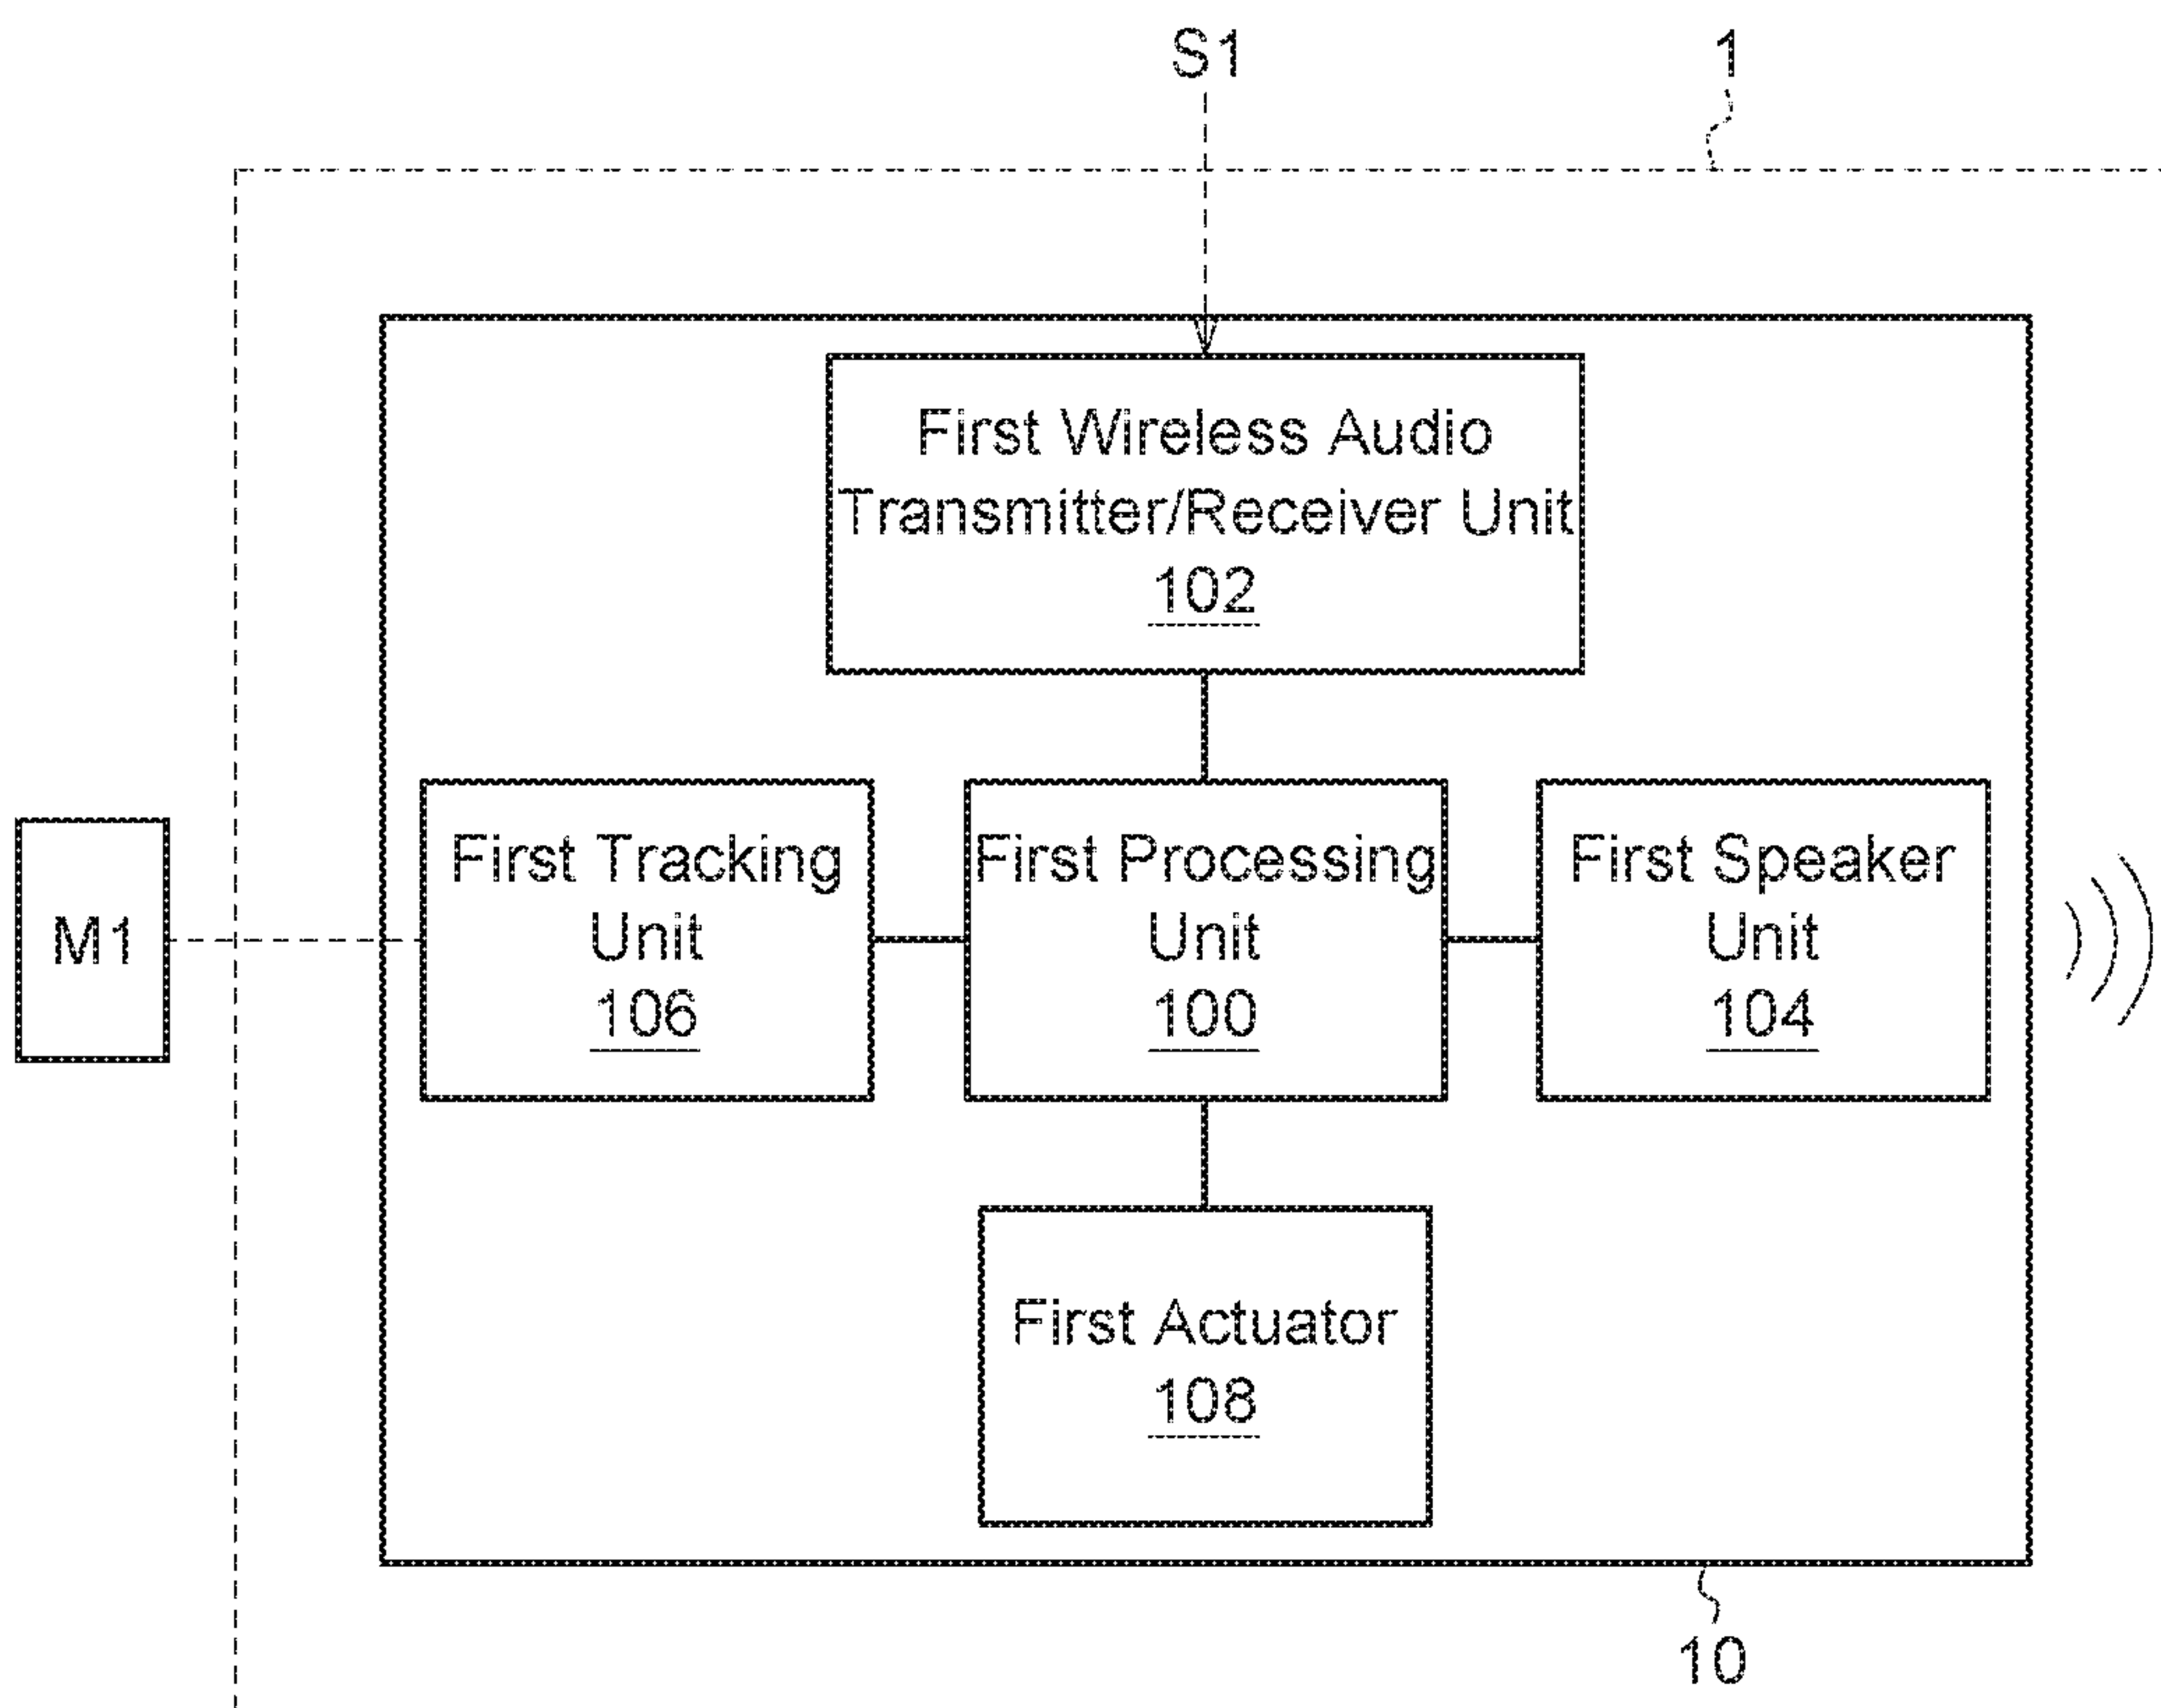 S1
1
First Wireless Audio
Transmitter/Receiver Unit
102
M1
First Tracking
Unit
106
First Processing
Unit
100
First Speaker
Unit
104
First Actuator
108
10